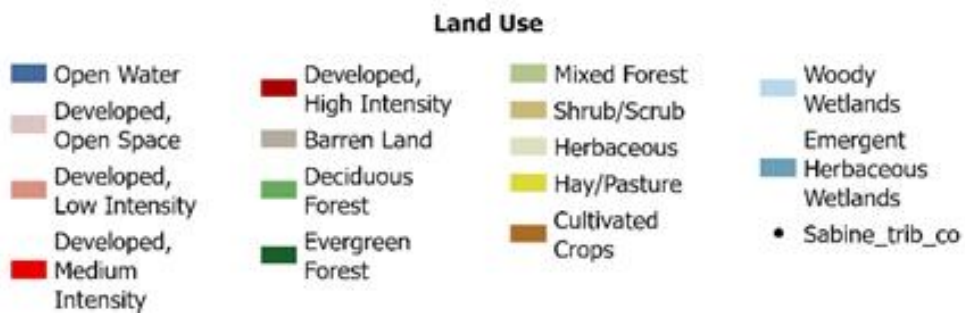 Land Use
Open Water
Developed,
Open Space
Developed,
Low Intensity
Developed,
Medium
Intensity
Developed,
High Intensity
Barren Land
Deciduous
Forest
Evergreen
Forest
Mixed Forest
Shrub/Scrub
Herbaceous
Hay/Pasture
Cultivated
Crops
Woody
Wetlands
Emergent
Herbaceous
Wetlands
Sabine_trib_co